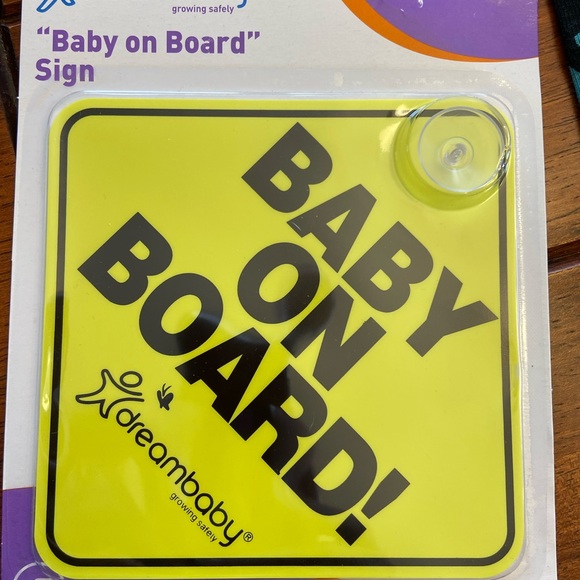 growing safely
“Baby on Board”
Sign
BABY
ON
BOARD!
dreambaby®
growing safely